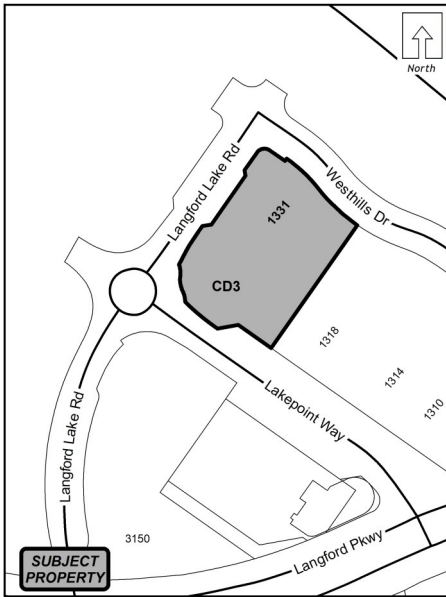 North
Langford Lake Rd
Westhills Dr
1331
CD3
1318
1314
1310
Lakepoint Way
Langford Lake Rd
3150
Langford Pkwy
SUBJECT
PROPERTY